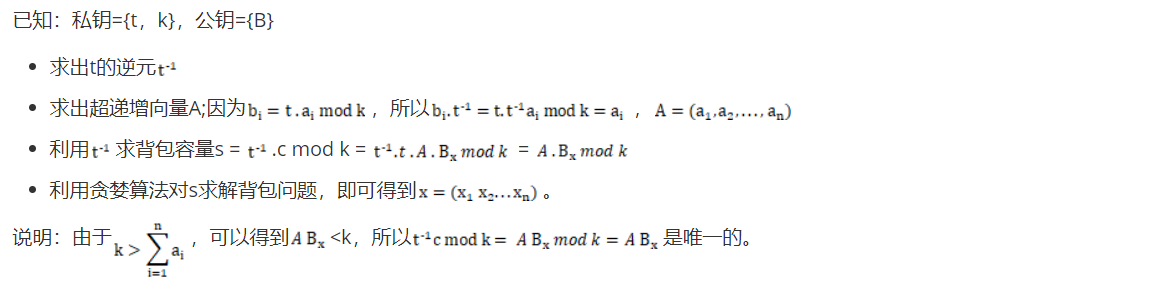 已知：私钥={t，k}，公钥={B}
• 求出t的逆元t⁻¹
• 求出超递增向量A;因为bᵢ = t . aᵢ mod k ，所以bᵢ. t⁻¹ = t. t⁻¹aᵢ mod k = aᵢ ，A = (a₁,a₂,…, aₙ)
• 利用t⁻¹ 求背包容量s = t⁻¹ .c mod k = t⁻¹. t . A . Bₓ mod k = A . Bₓ mod k
• 利用贪婪算法对s求解背包问题，即可得到x = (x₁ x₂…xₙ) 。
说明：由于k > ∑ᵢ₌₁ⁿ aᵢ ，可以得到A Bₓ <k，所以t⁻¹c mod k = A Bₓ mod k = A Bₓ 是唯一的。